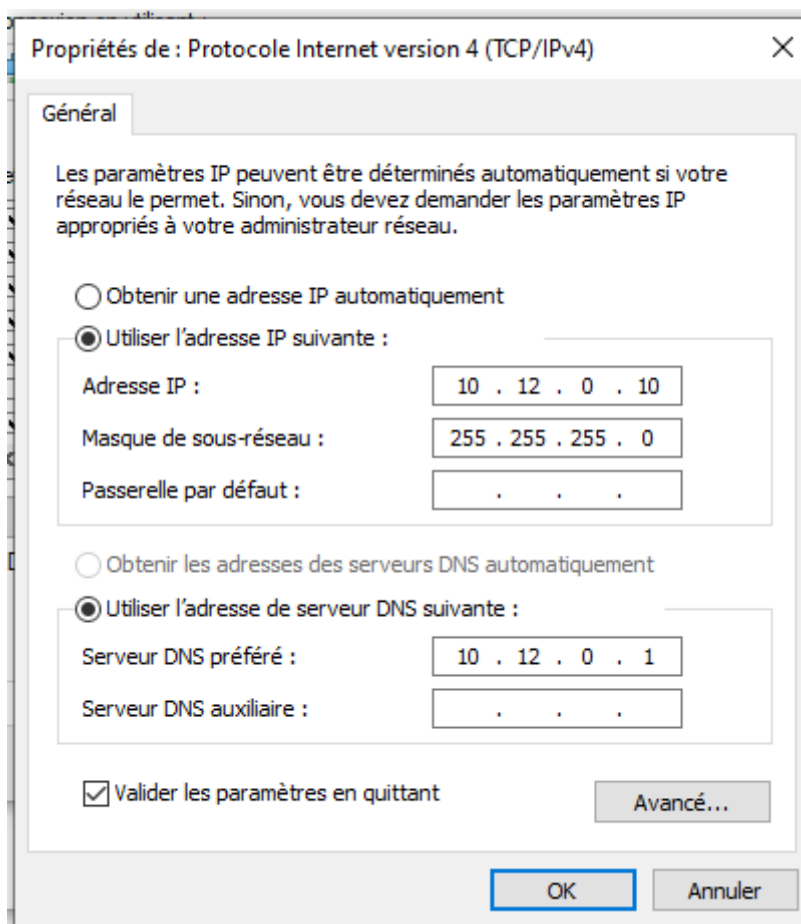 Propriétés de : Protocole Internet version 4 (TCP/IPv4)
Général
Les paramètres IP peuvent être déterminés automatiquement si votre
réseau le permet. Sinon, vous devez demander les paramètres IP
appropriés à votre administrateur réseau.
Obtenir une adresse IP automatiquement
Utiliser l'adresse IP suivante :
Adresse IP : 10 . 12 . 0 . 10
Masque de sous-réseau : 255 . 255 . 255 . 0
Passerelle par défaut : . . .
Obtenir les adresses des serveurs DNS automatiquement
Utiliser l'adresse de serveur DNS suivante :
Serveur DNS préféré : 10 . 12 . 0 . 1
Serveur DNS auxiliaire : . . .
Valider les paramètres en quittant
Avancé...
OK Annuler